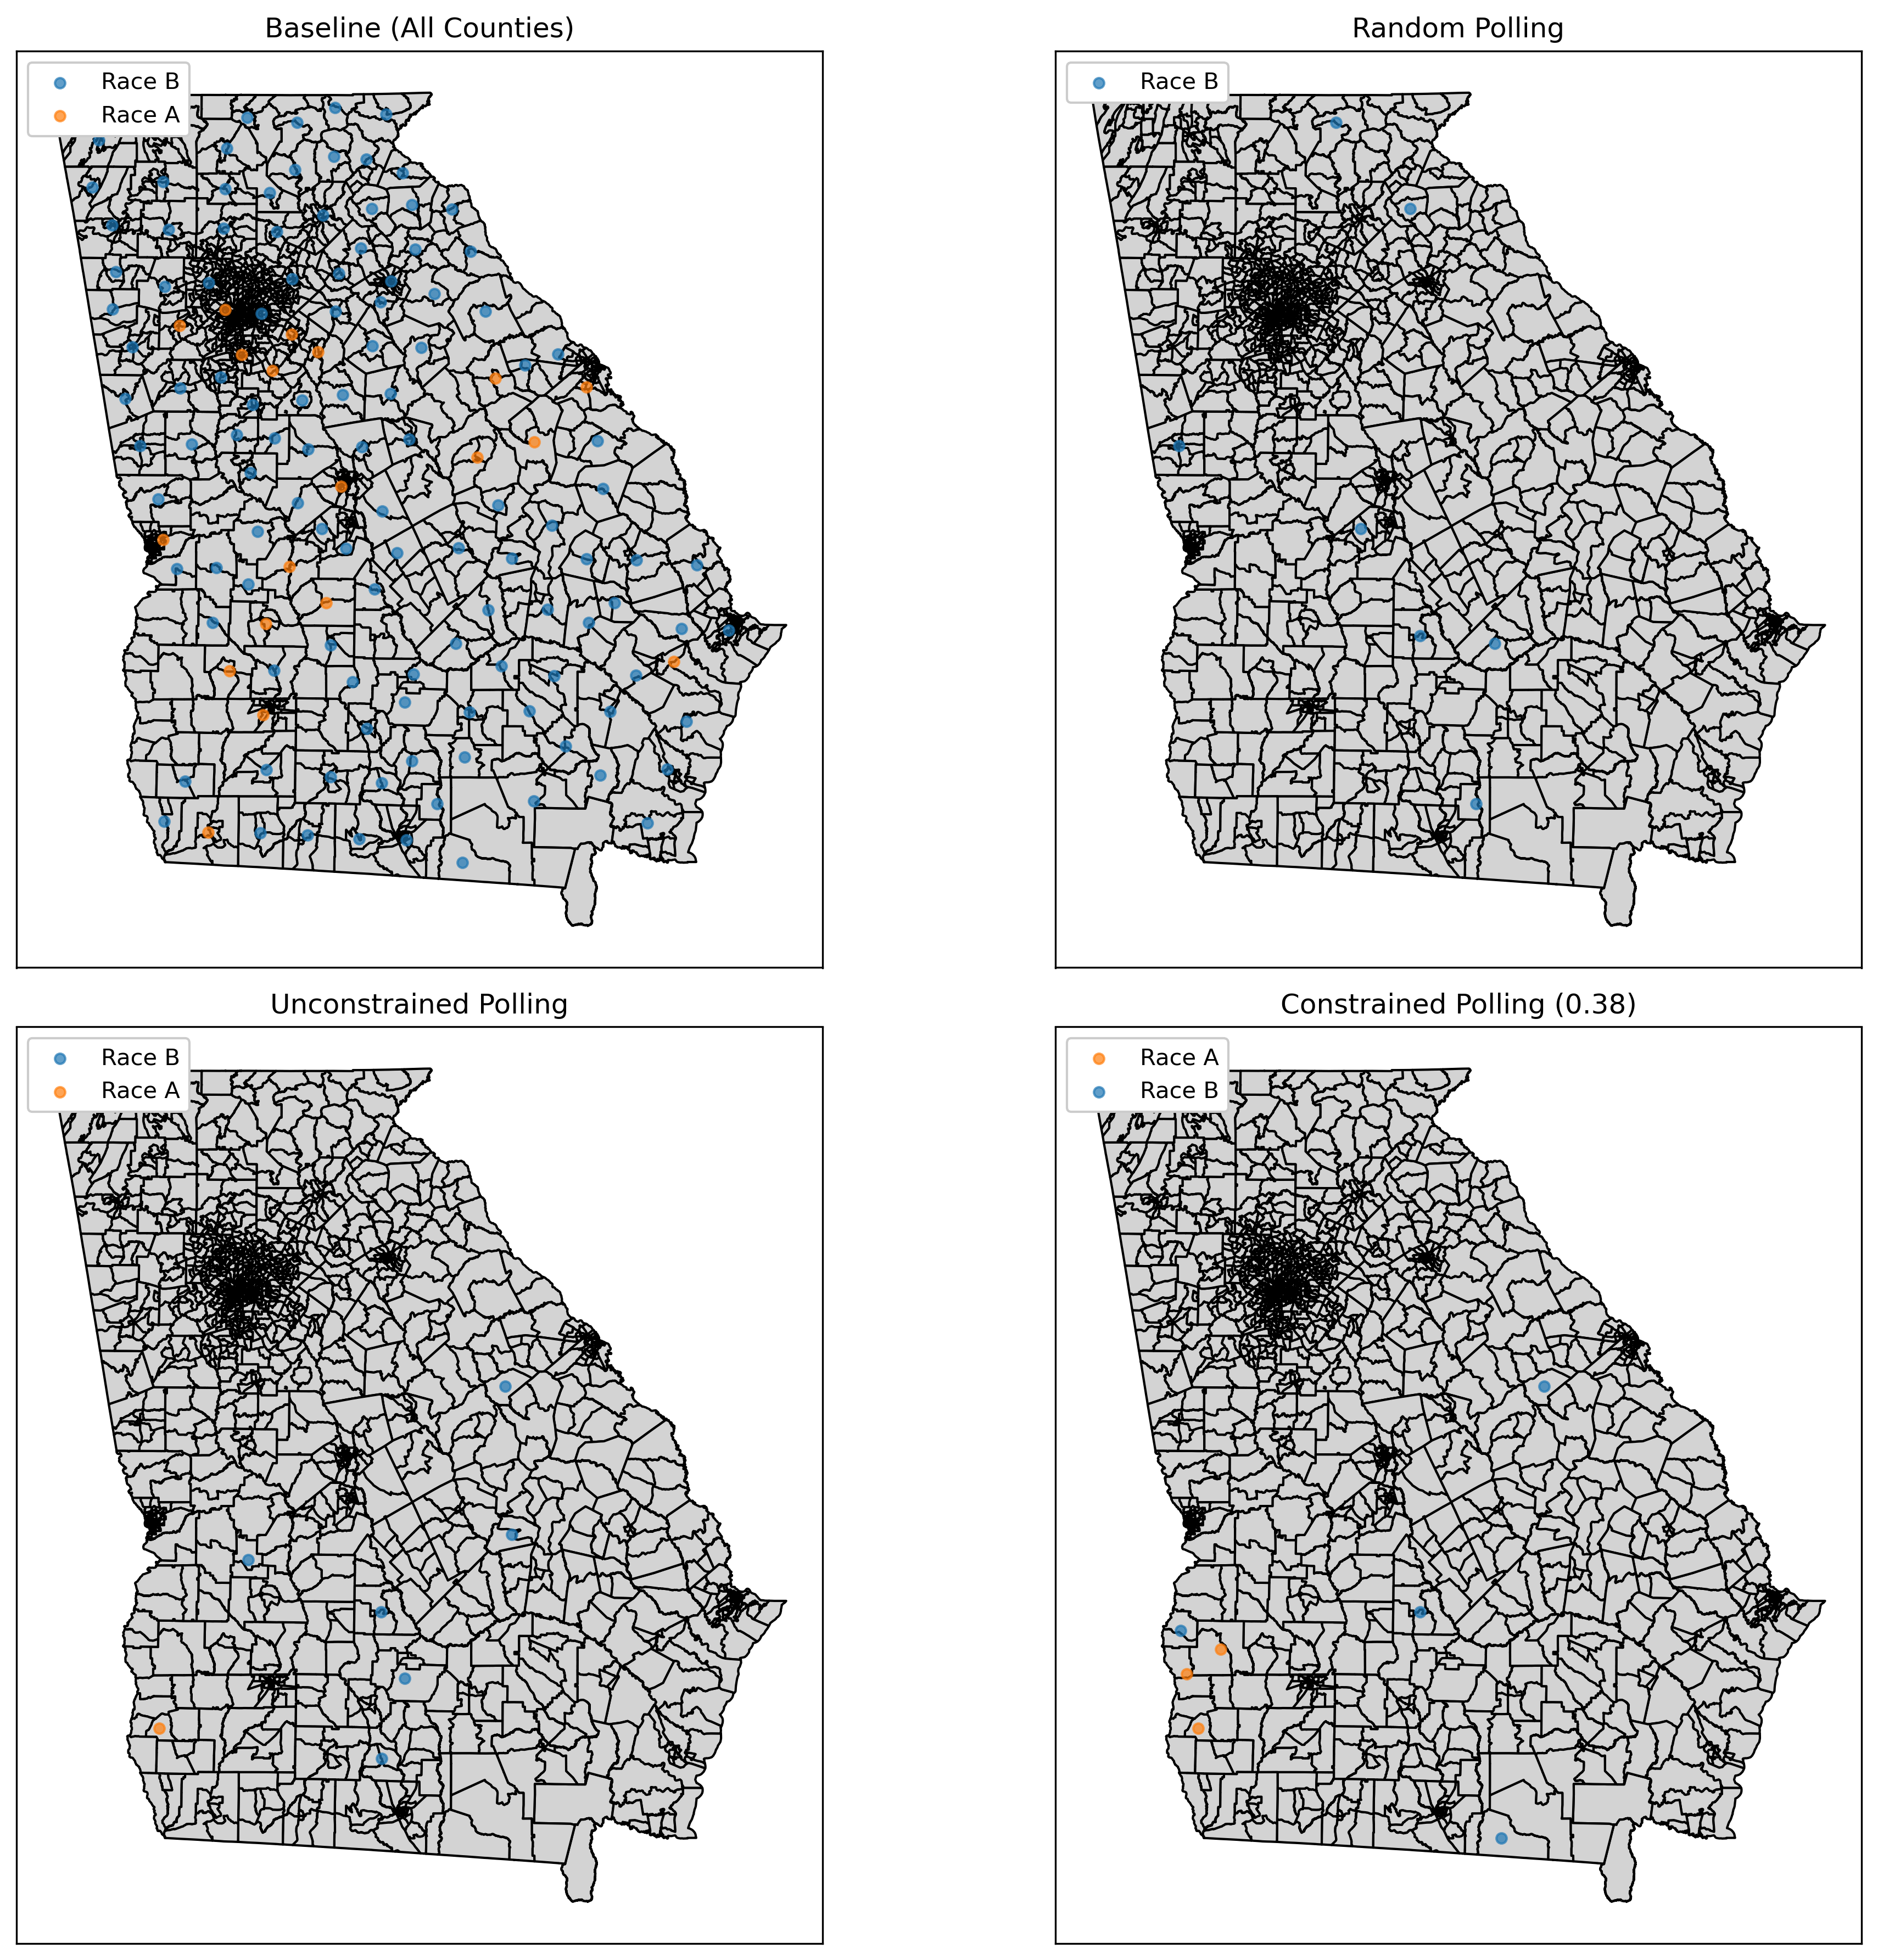 Baseline (All Counties)
Race B
Race A
Random Polling
Race B
Unconstrained Polling
Race B
Race A
Constrained Polling (0.38)
Race A
Race B